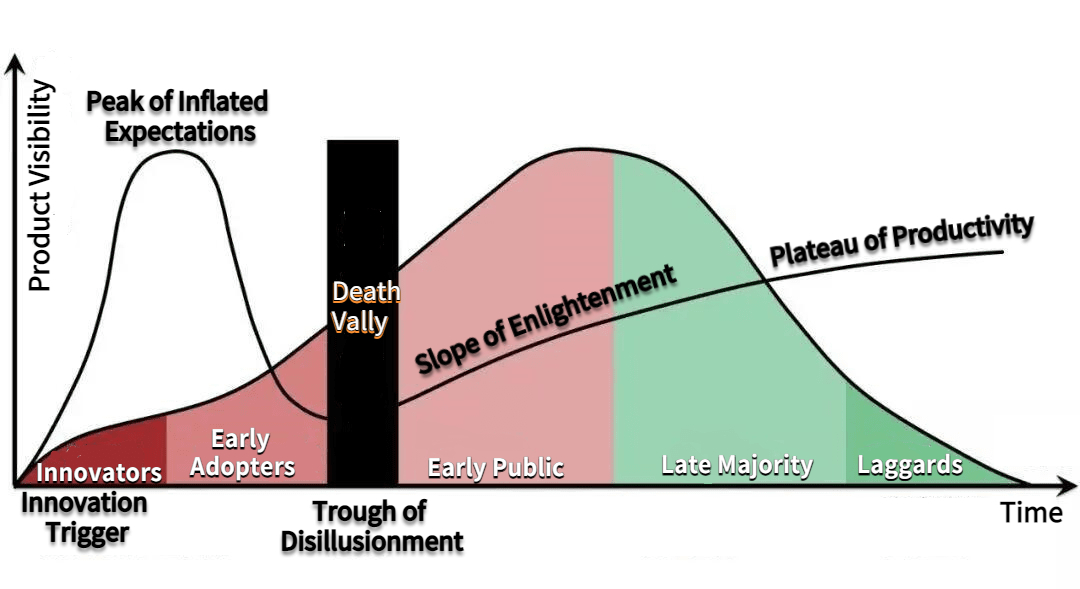 Product Visibility
Peak of Inflated
Expectations
Death
Vally
Slope of Enlightenment
Plateau of Productivity
Innovators
Early
Adopters
Early Public
Late Majority
Laggards
Innovation
Trigger
Trough of
Disillusionment
Time